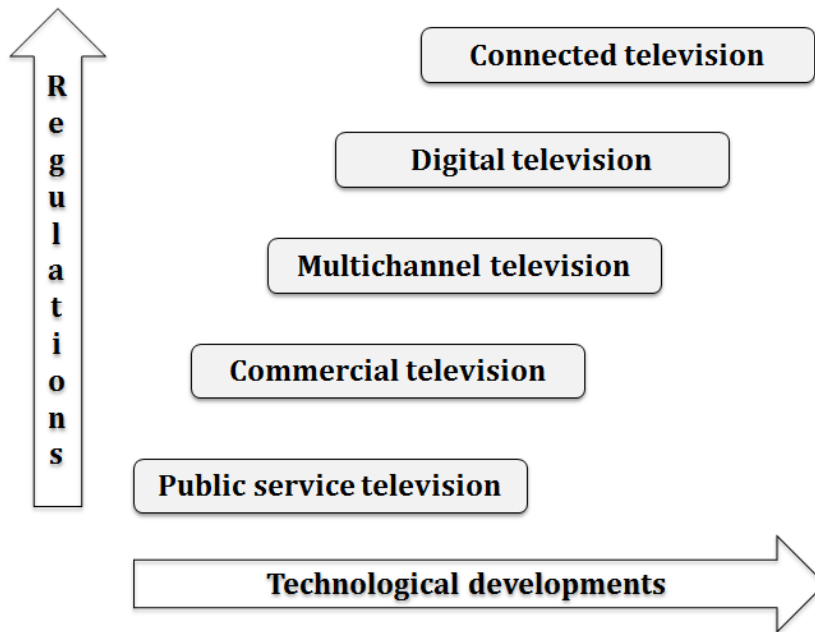 Connected television
Digital television
Multichannel television
Commercial television
Public service television
Regulations
Technological developments